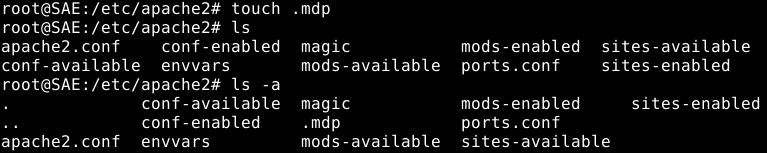 root@SAE:/etc/apache2# touch .mdp
root@SAE:/etc/apache2# ls
apache2.conf    conf-enabled  magic           mods-enabled  sites-available
conf-available  envvars       mods-available  ports.conf    sites-enabled
root@SAE:/etc/apache2# ls -a
.             conf-available  magic           mods-enabled     sites-enabled
..            conf-enabled    .mdp            ports.conf
apache2.conf  envvars         mods-available  sites-available